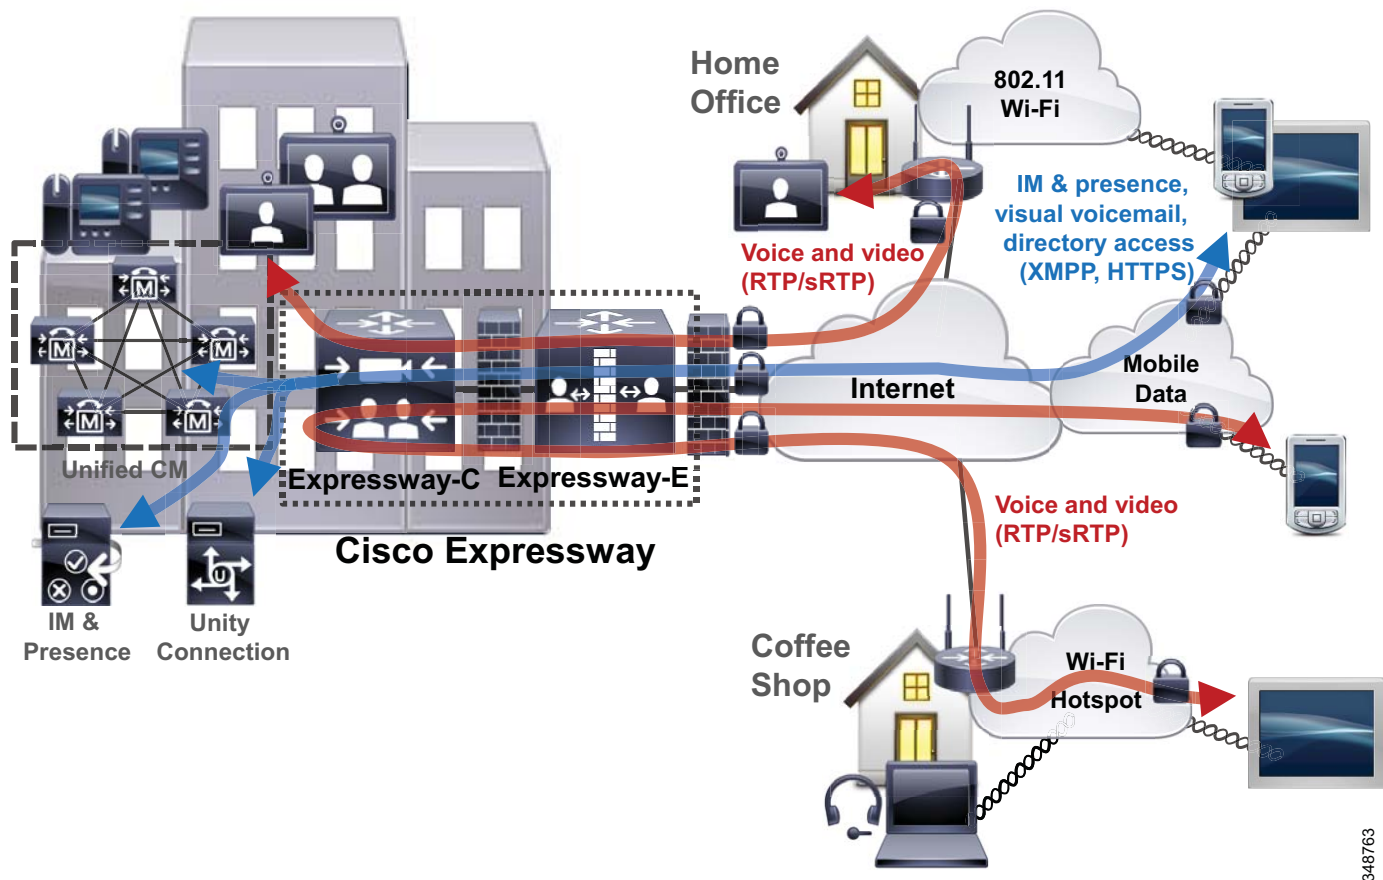 Home
Office
802.11
Wi-Fi
IM & presence,
visual voicemail,
directory access
(XMPP, HTTPS)
Voice and video
(RTP/sRTP)
M
M
M
M
M
Unified CM
Internet
Mobile
Data
Expressway-C
Expressway-E
Cisco Expressway
Voice and video
(RTP/sRTP)
U
IM &
Presence
Unity
Connection
Coffee
Shop
Wi-Fi
Hotspot
348763